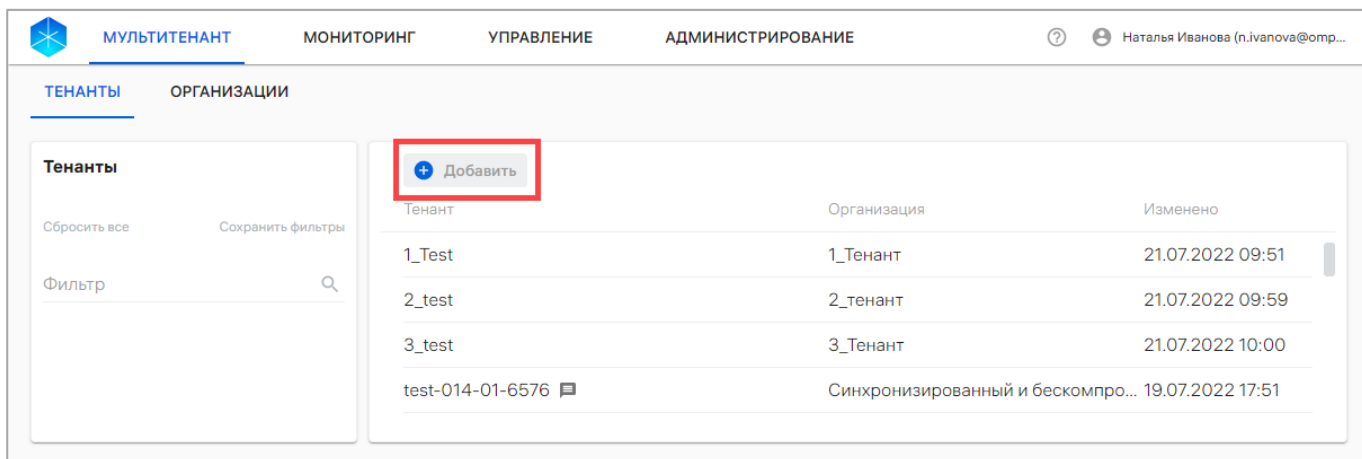 МУЛЬТИТЕНАНТ МОНИТОРИНГ УПРАВЛЕНИЕ АДМИНИСТРИРОВАНИЕ ? Наталья Иванова (n.ivanova@omp...
ТЕНАНТЫ ОРГАНИЗАЦИИ
Тенанты
Сбросить все Сохранить фильтры
Фильтр
Добавить
Тенант Организация Изменено
1_Test 1_Тенант 21.07.2022 09:51
2_test 2_тенант 21.07.2022 09:59
3_test 3_Тенант 21.07.2022 10:00
test-014-01-6576 Синхронизированный и бескомпро... 19.07.2022 17:51